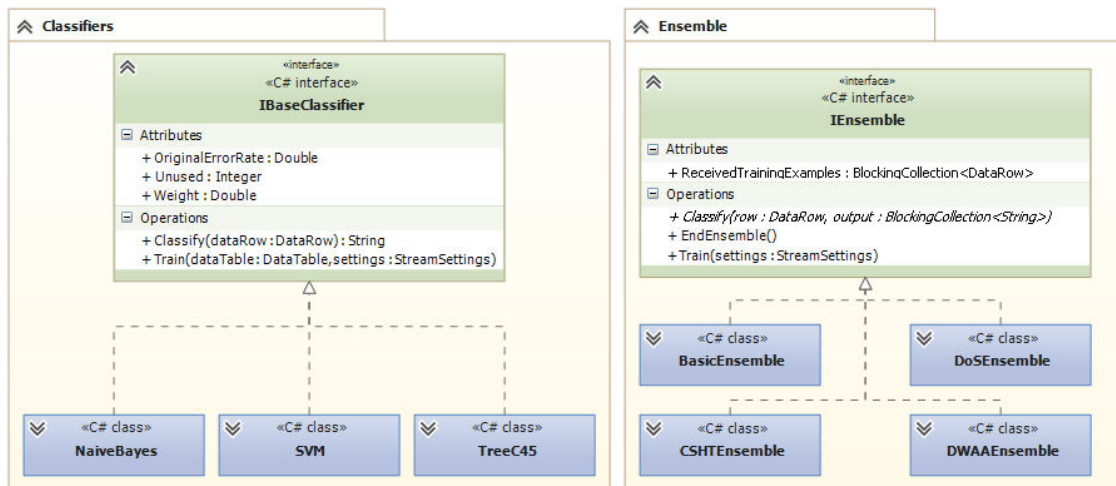 Classifiers
«interface»
«C# interface»
IBaseClassifier
Attributes
+ OriginalErrorRate : Double
+ Unused : Integer
+ Weight : Double
Operations
+ Classify(dataRow : DataRow) : String
+ Train(dataTable : DataTable,settings : StreamSettings)
«C# class»
NaiveBayes
«C# class»
SVM
«C# class»
TreeC45
Ensemble
«interface»
«C# interface»
IEnsemble
Attributes
+ ReceivedTrainingExamples : BlockingCollection<DataRow>
Operations
+ Classify(row : DataRow, output : BlockingCollection<String>)
+ EndEnsemble()
+Train(settings : StreamSettings)
«C# class»
BasicEnsemble
«C# class»
DoSEnsemble
«C# class»
CSHTEnsemble
«C# class»
DWAAEnsemble